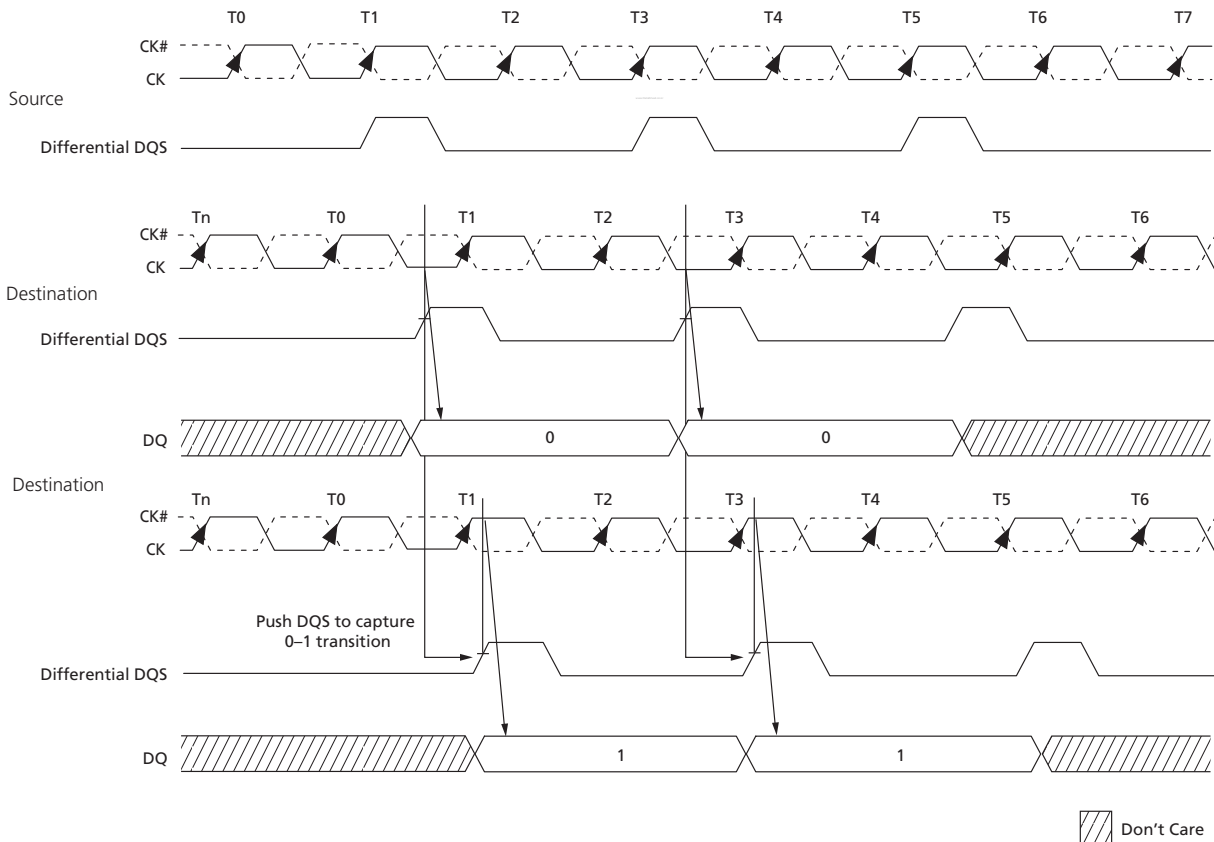 T0 T1 T2 T3 T4 T5 T6 T7
CK#
CK
Source
Differential DQS
Tn T0 T1 T2 T3 T4 T5 T6
CK#
CK
Destination
Differential DQS
DQ 0 0
Destination
Tn T0 T1 T2 T3 T4 T5 T6
CK#
CK
Push DQS to capture
0–1 transition
Differential DQS
DQ 1 1
Don't Care